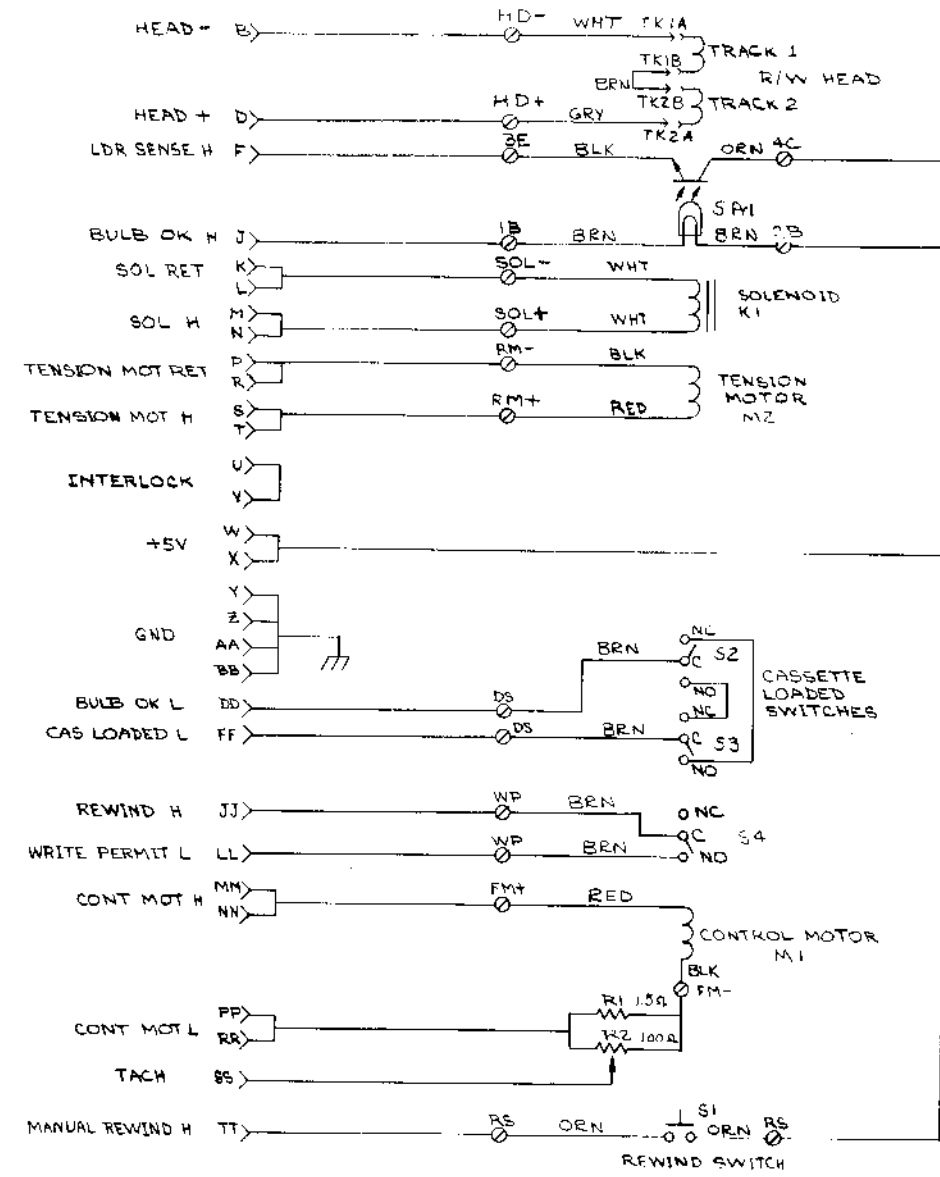 HEAD - B HD- WHT TK1A
TRACK 1
TK1B
BRN R/W HEAD
TK2B TRACK 2
HEAD + D HD+ GRY
TK2A
LDR SENSE H F 3E BLK ORN 4C
SA1
BULB OK H J 1B BRN BRN 2B
SOL RET K SOL- WHT
L
SOLENOID
K1
SOL H M SOL+ WHT
N
TENSION MOT RET P RM- BLK
R
TENSION
MOTOR
M2
TENSION MOT H S RM+ RED
T
INTERLOCK U
V
+5V W
X
GND Y
Z
AA
BB
NC
BRN C S2
NO
NC
CASSETTE
LOADED
SWITCHES
BULB OK L DD DS
CAS LOADED L FF DS BRN C S3
NO
REWIND H JJ WP BRN NC
C S4
WRITE PERMIT L LL WP BRN NO
CONT MOT H MM FM+ RED
NN
CONTROL MOTOR
M1
BLK
FM-
R1 1.5Ω
CONT MOT L PP
RR
R2 100Ω
TACH SS
S1
MANUAL REWIND H TT RS ORN ORN RS
REWIND SWITCH